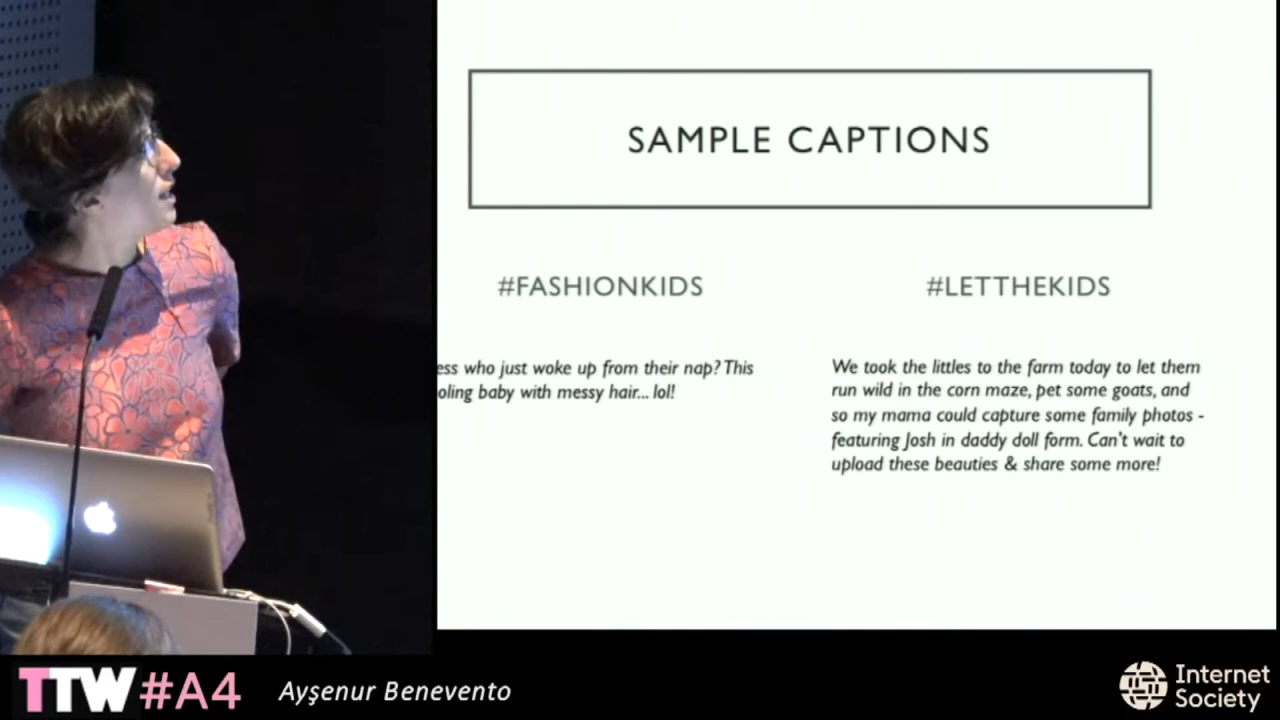 SAMPLE CAPTIONS
#FASHIONKIDS
ess who just woke up from their nap? This
oling baby with messy hair... lol!
#LETTHEKIDS
We took the littles to the farm today to let them
run wild in the corn maze, pet some goats, and
so my mama could capture some family photos -
featuring Josh in daddy doll form. Can't wait to
upload these beauties & share some more!
TTW#A4
Ayşenur Benevento
Internet
Society